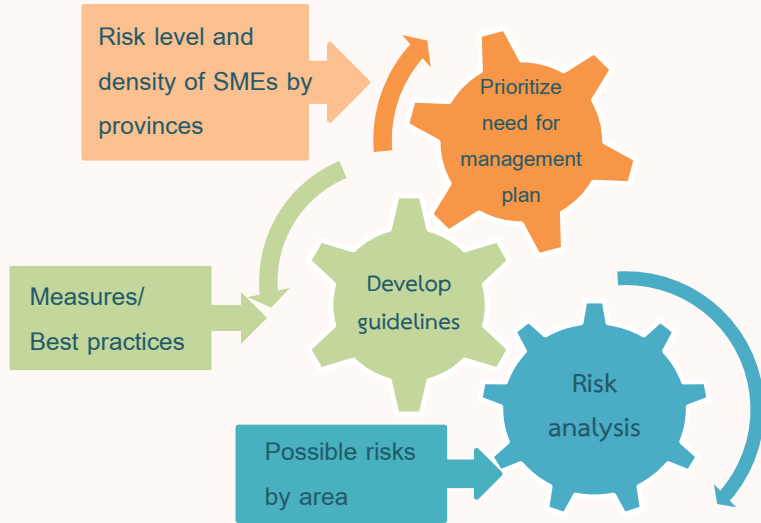 Risk level and
density of SMEs by
provinces
Prioritize
need for
management
plan
Measures/
Best practices
Develop
guidelines
Possible risks
by area
Risk
analysis